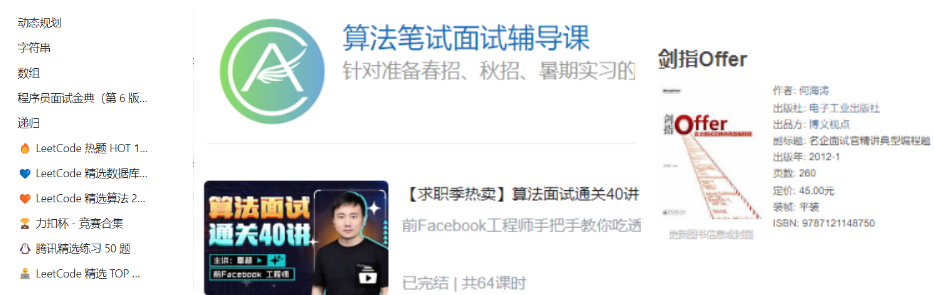 动态规划
字符串
数组
程序员面试金典（第 6 版...
递归
LeetCode 热题 HOT 1...
LeetCode 精选数据库...
LeetCode 精选算法 2...
力扣杯 - 竞赛合集
腾讯精选练习 50 题
LeetCode 精选 TOP ...
算法笔试面试辅导课
针对准备春招、秋招、暑期实习的
算法面试
通关40讲
主讲：覃超
前Facebook 工程师
【求职季热卖】算法面试通关40讲
前Facebook工程师手把手教你吃透
已完结 | 共64课时
剑指Offer
剑指Offer
作者: 何海涛
出版社: 电子工业出版社
出品方: 博文视点
副标题: 名企面试官精讲典型编程题
出版年: 2012-1
页数: 260
定价: 45.00元
装帧: 平装
ISBN: 9787121148750
更新图书信息或封面